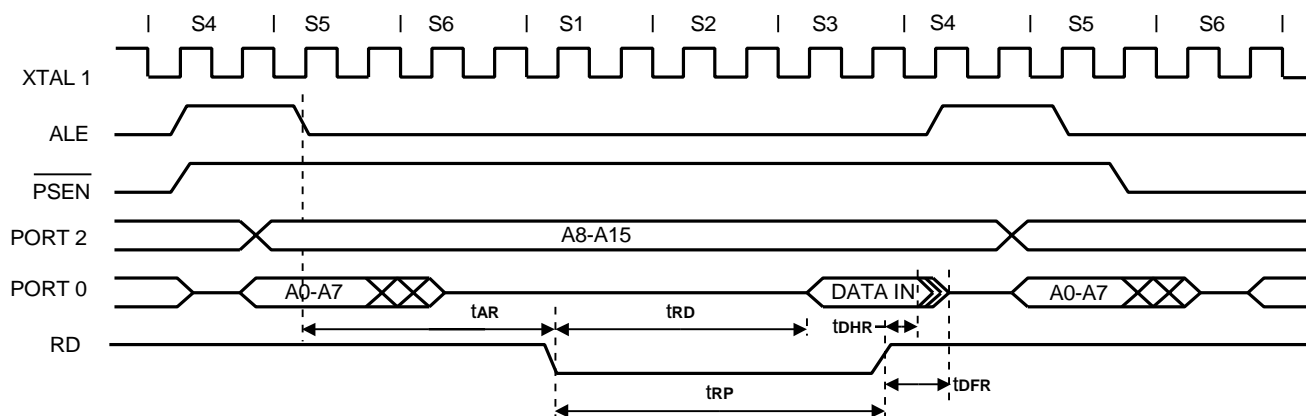 | S4 | S5 | S6 | S1 | S2 | S3 | S4 | S5 | S6 |
XTAL 1
ALE
PSEN
PORT 2
A8-A15
PORT 0
A0-A7
DATA IN
A0-A7
tAR
tRD
tDHR
RD
tRP
tDFR